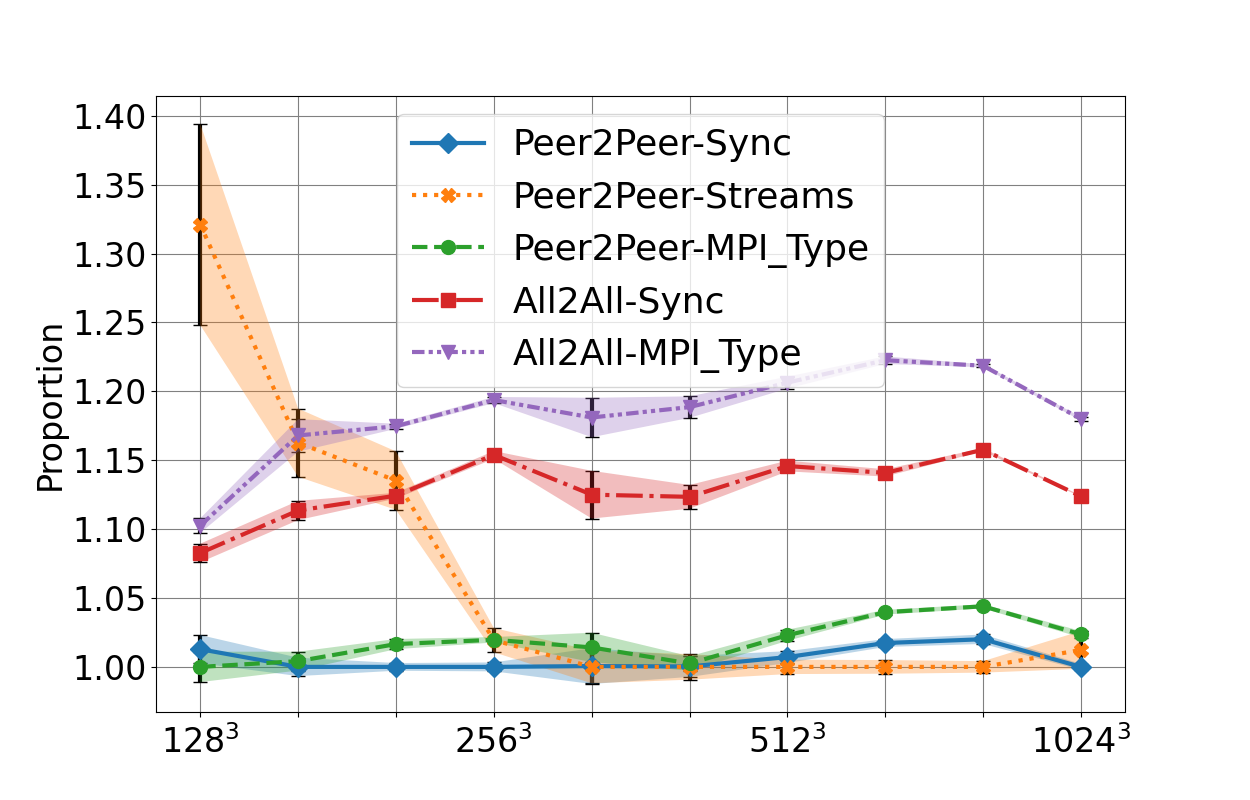 1.40
1.35
1.30
1.25
1.20
1.15
1.10
1.05
1.00
Proportion
Peer2Peer-Sync
Peer2Peer-Streams
Peer2Peer-MPI_Type
All2All-Sync
All2All-MPI_Type
128³ 256³ 512³ 1024³